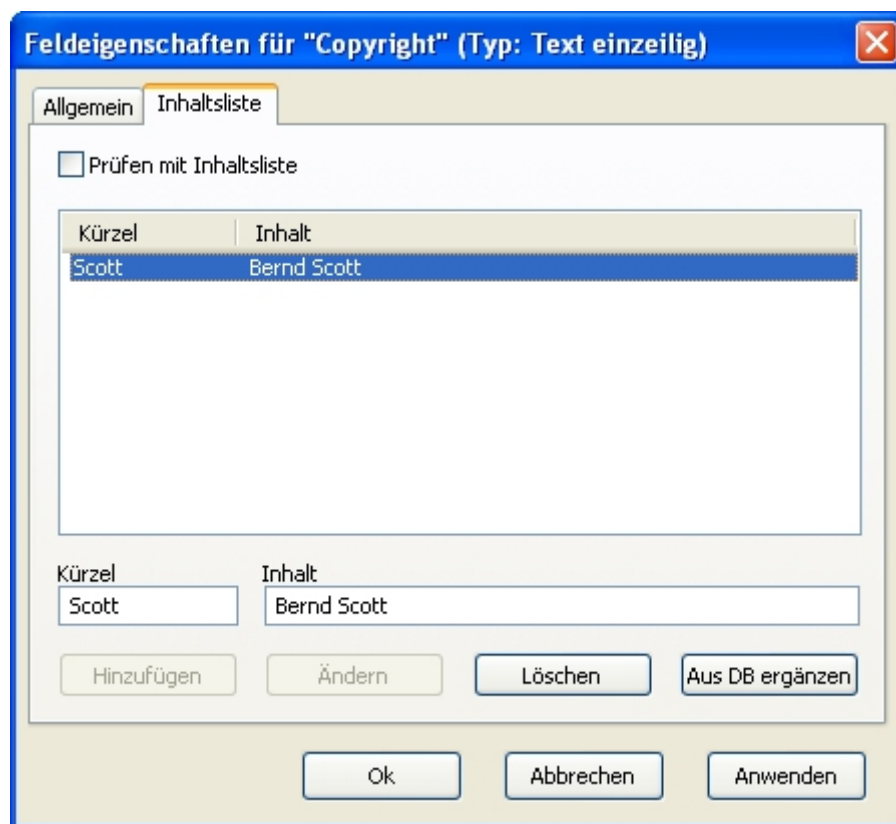 Feldeigenschaften für "Copyright" (Typ: Text einzeilig)
Allgemein Inhaltsliste
Prüfen mit Inhaltsliste
Kürzel Inhalt
Scott Bernd Scott
Kürzel Inhalt
Scott Bernd Scott
Hinzufügen Ändern Löschen Aus DB ergänzen
Ok Abbrechen Anwenden